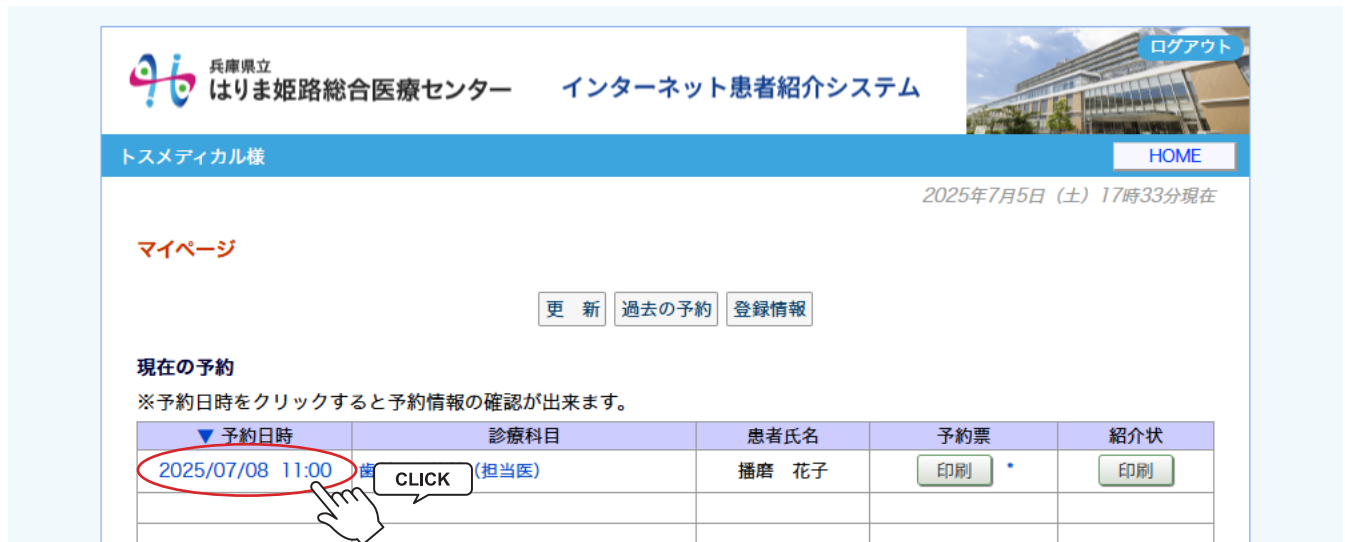 兵庫県立
はりま姫路総合医療センター インターネット患者紹介システム
ログアウト
トスメディカル様 HOME
2025年7月5日（土）17時33分現在
マイページ
更　新 過去の予約 登録情報
現在の予約
※予約日時をクリックすると予約情報の確認が出来ます。
▼ 予約日時 診療科目 患者氏名 予約票 紹介状
2025/07/08 11:00 歯 CLICK (担当医) 播磨　花子 印刷 * 印刷